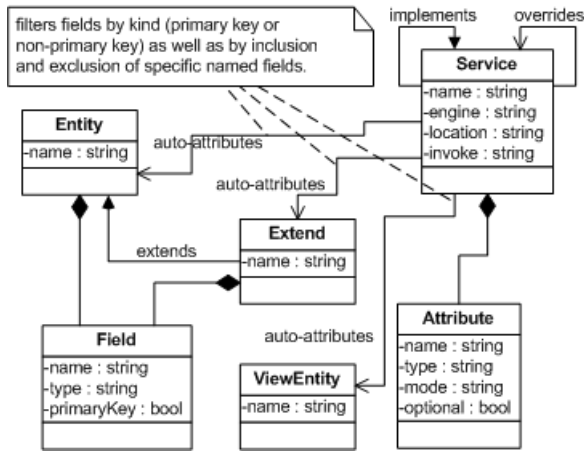 filters fields by kind (primary key or
non-primary key) as well as by inclusion
and exclusion of specific named fields.
implements
overrides
Service
-name : string
-engine : string
-location : string
-invoke : string
Entity
-name : string
auto-attributes
auto-attributes
Extend
-name : string
extends
auto-attributes
Field
-name : string
-type : string
-primaryKey : bool
ViewEntity
-name : string
Attribute
-name : string
-type : string
-mode : string
-optional : bool